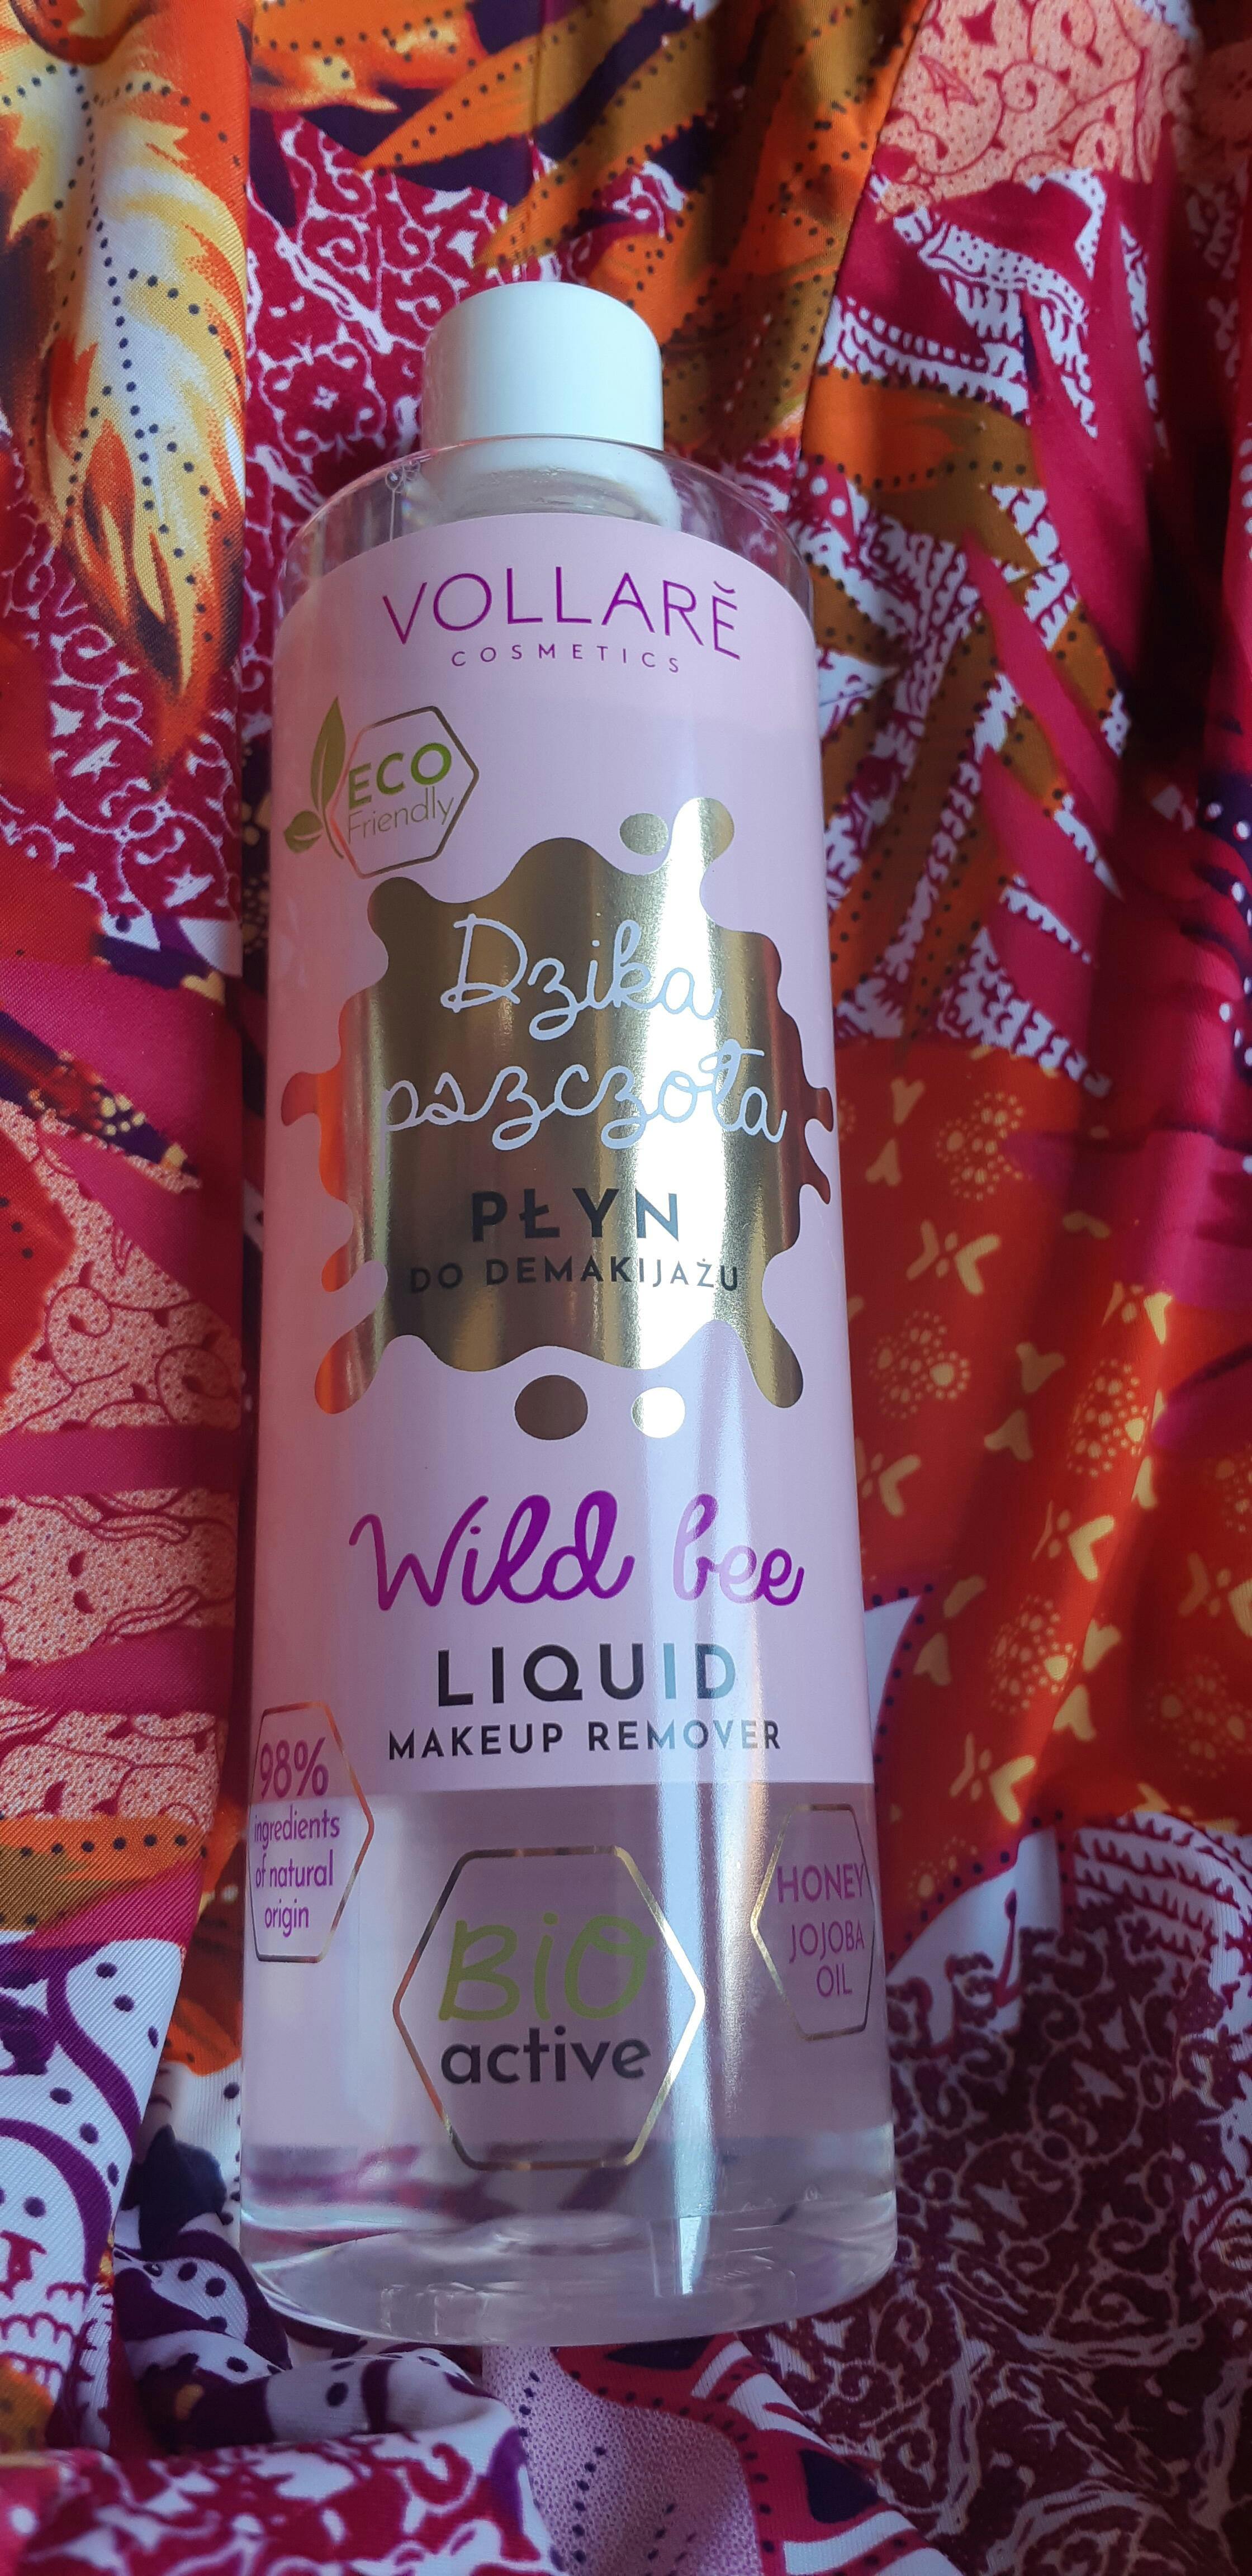 VOLLARĔ
COSMETICS
ECO
Friendly
Dzika
pszczoła
PŁYN
DO DEMAKIJAŻU
Wild bee
LIQUID
MAKEUP REMOVER
98%
ingredients
of natural
origin
BiO
active
HONEY
JOJOBA
OIL